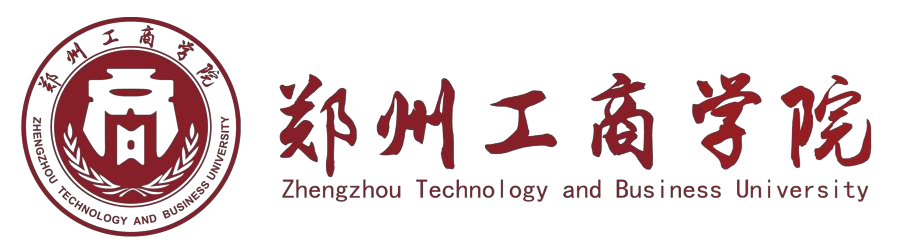 郑州工商学院
ZHENGZHOU TECHNOLOGY AND BUSINESS UNIVERSITY
郑州工商学院
Zhengzhou Technology and Business University